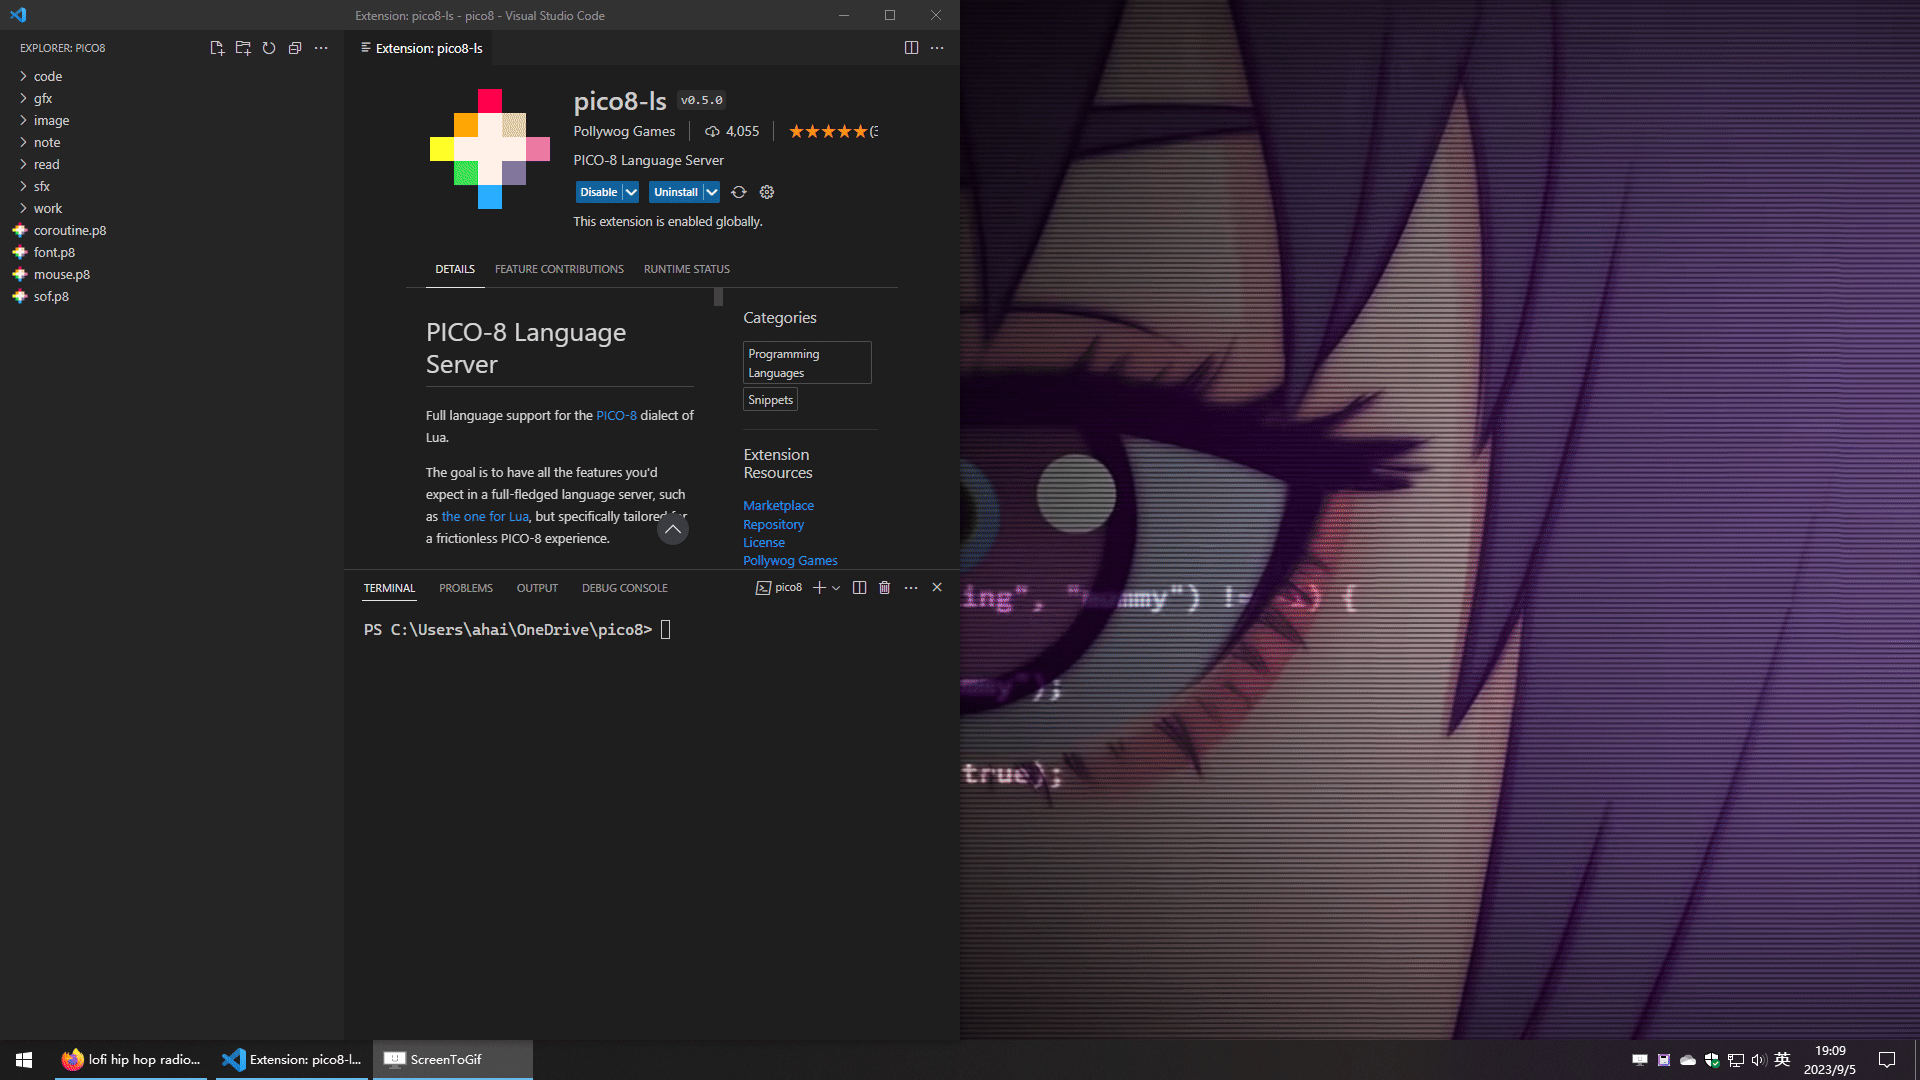 Extension: pico8-ls - pico8 - Visual Studio Code
EXPLORER: PICO8
code
gfx
image
note
read
sfx
work
coroutine.p8
font.p8
mouse.p8
sof.p8
Extension: pico8-ls
pico8-ls v0.5.0
Pollywog Games 4,055
PICO-8 Language Server
Disable Uninstall
This extension is enabled globally.
DETAILS FEATURE CONTRIBUTIONS RUNTIME STATUS
PICO-8 Language
Server
Full language support for the PICO-8 dialect of
Lua.
The goal is to have all the features you'd
expect in a full-fledged language server, such
as the one for Lua, but specifically tailored for
a frictionless PICO-8 experience.
Categories
Programming
Languages
Snippets
Extension
Resources
Marketplace
Repository
License
Pollywog Games
TERMINAL PROBLEMS OUTPUT DEBUG CONSOLE
pico8
PS C:\Users\ahai\OneDrive\pico8>
ing",
{
);
true);
lofi hip hop radio...
Extension: pico8-l...
ScreenToGif
英
19:09
2023/9/5